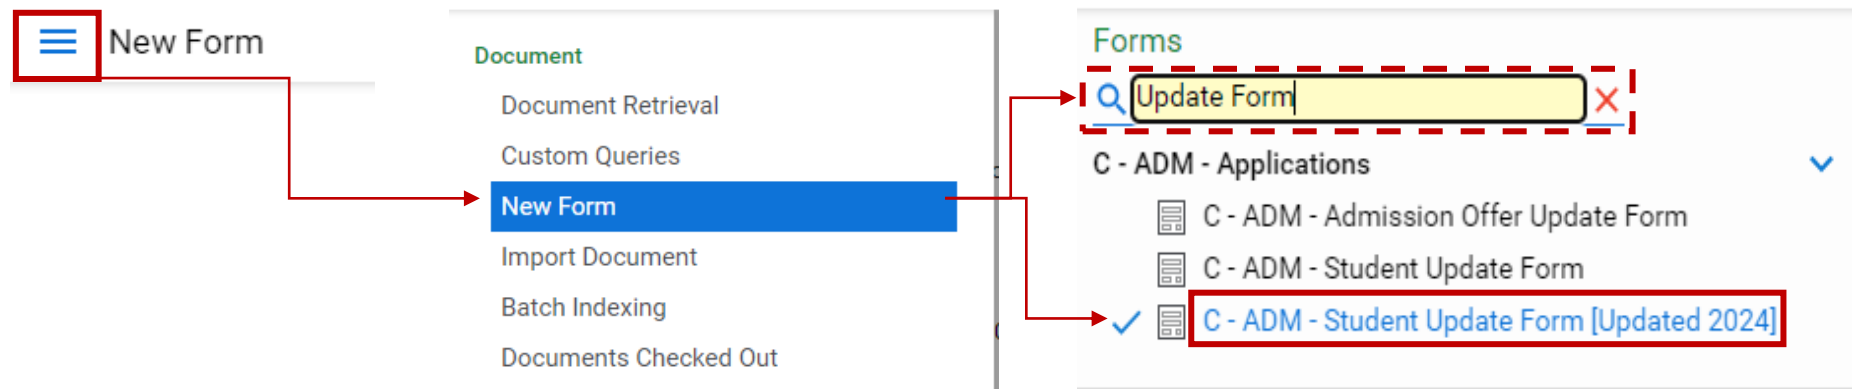 New Form
Document
Document Retrieval
Custom Queries
New Form
Import Document
Batch Indexing
Documents Checked Out
Forms
Update Form
C - ADM - Applications
C - ADM - Admission Offer Update Form
C - ADM - Student Update Form
C - ADM - Student Update Form [Updated 2024]